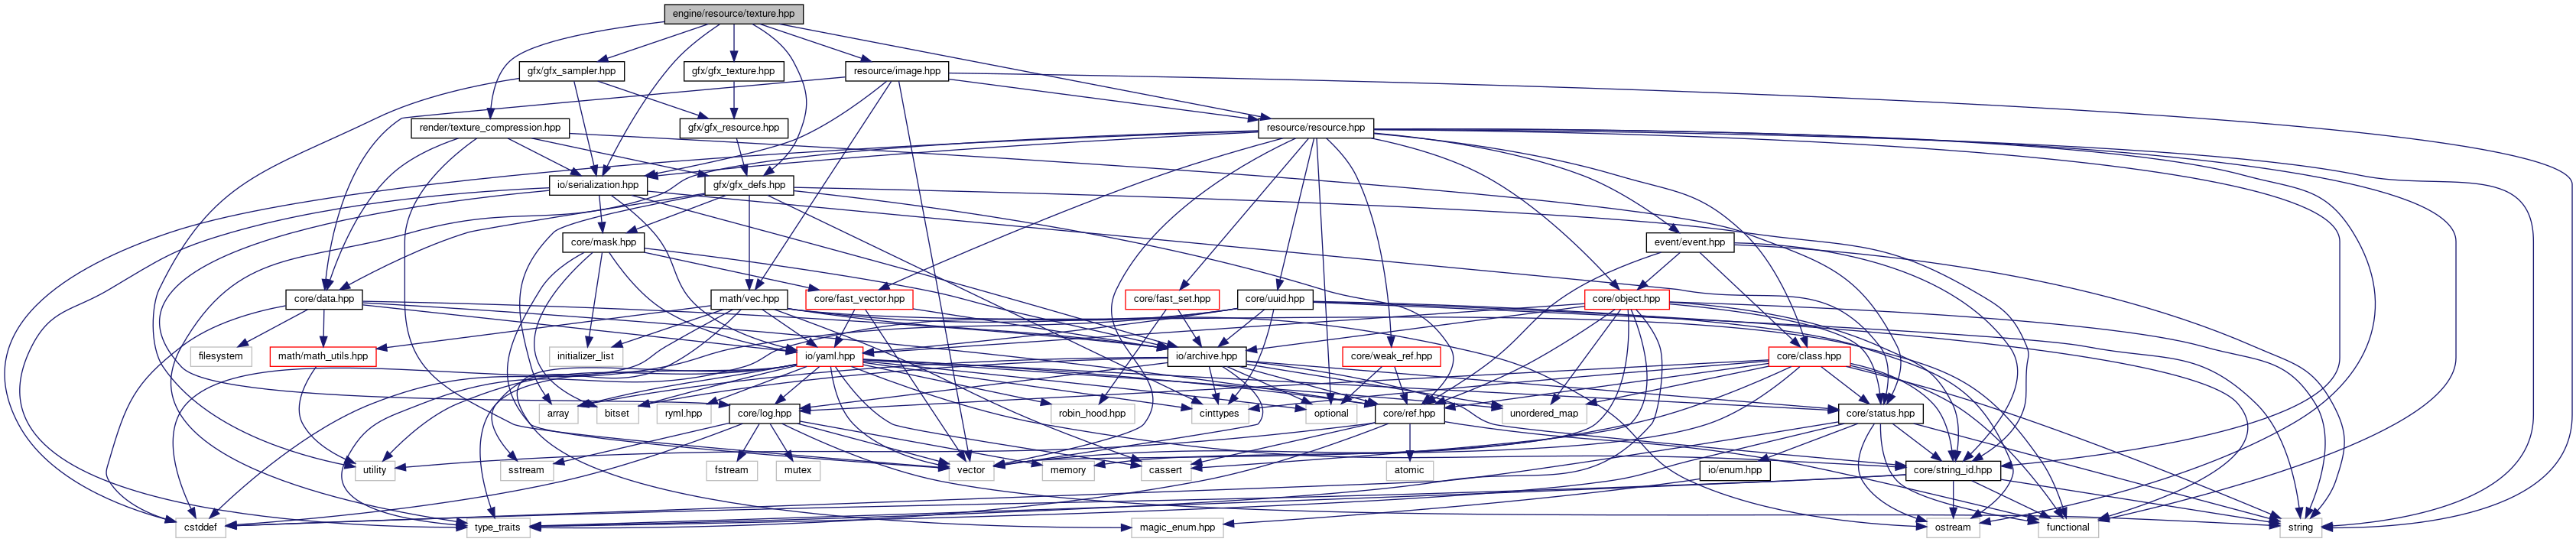 engine/resource/texture.hpp
gfx/gfx_sampler.hpp
gfx/gfx_texture.hpp
resource/image.hpp
render/texture_compression.hpp
gfx/gfx_resource.hpp
resource/resource.hpp
io/serialization.hpp
gfx/gfx_defs.hpp
core/mask.hpp
event/event.hpp
core/data.hpp
math/vec.hpp
core/fast_vector.hpp
core/fast_set.hpp
core/uuid.hpp
core/object.hpp
filesystem
math/math_utils.hpp
initializer_list
io/yaml.hpp
io/archive.hpp
core/weak_ref.hpp
core/class.hpp
array
bitset
ryml.hpp
core/log.hpp
robin_hood.hpp
cinttypes
optional
core/ref.hpp
unordered_map
core/status.hpp
utility
sstream
fstream
mutex
vector
memory
cassert
atomic
io/enum.hpp
core/string_id.hpp
cstddef
type_traits
magic_enum.hpp
ostream
functional
string